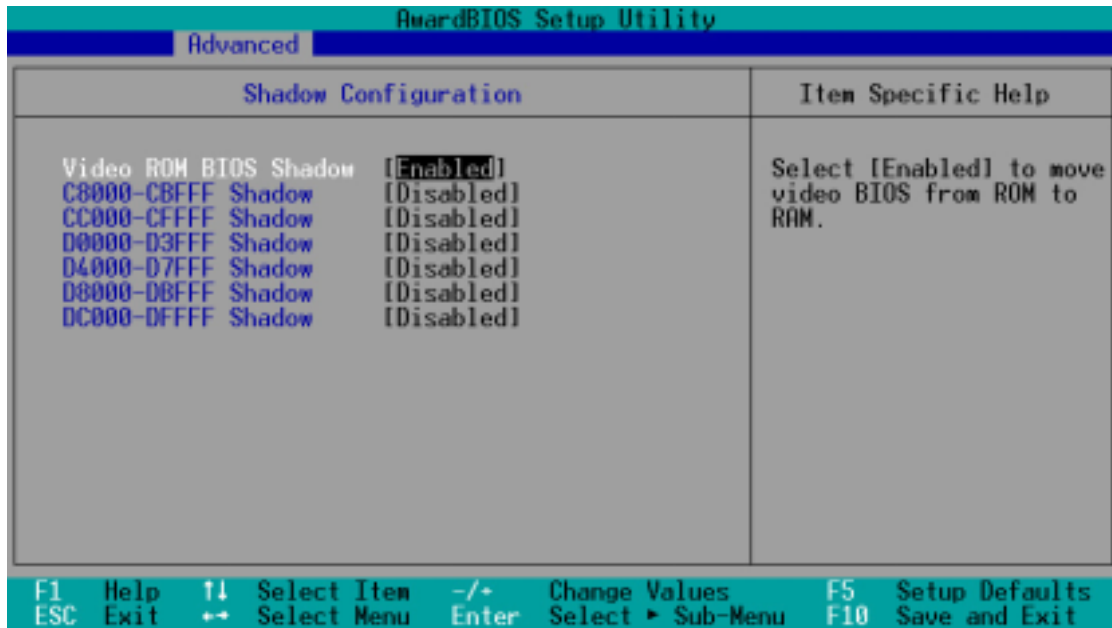 AwardBIOS Setup Utility
Advanced
Shadow Configuration
Item Specific Help
Video ROM BIOS Shadow [Enabled]
C8000-CBFFF Shadow [Disabled]
CC000-CFFFF Shadow [Disabled]
D0000-D3FFF Shadow [Disabled]
D4000-D7FFF Shadow [Disabled]
D8000-DBFFF Shadow [Disabled]
DC000-DFFFF Shadow [Disabled]
Select [Enabled] to move
video BIOS from ROM to
RAM.
F1 Help ↑↓ Select Item -/+ Change Values F5 Setup Defaults
ESC Exit ←→ Select Menu Enter Select ► Sub-Menu F10 Save and Exit